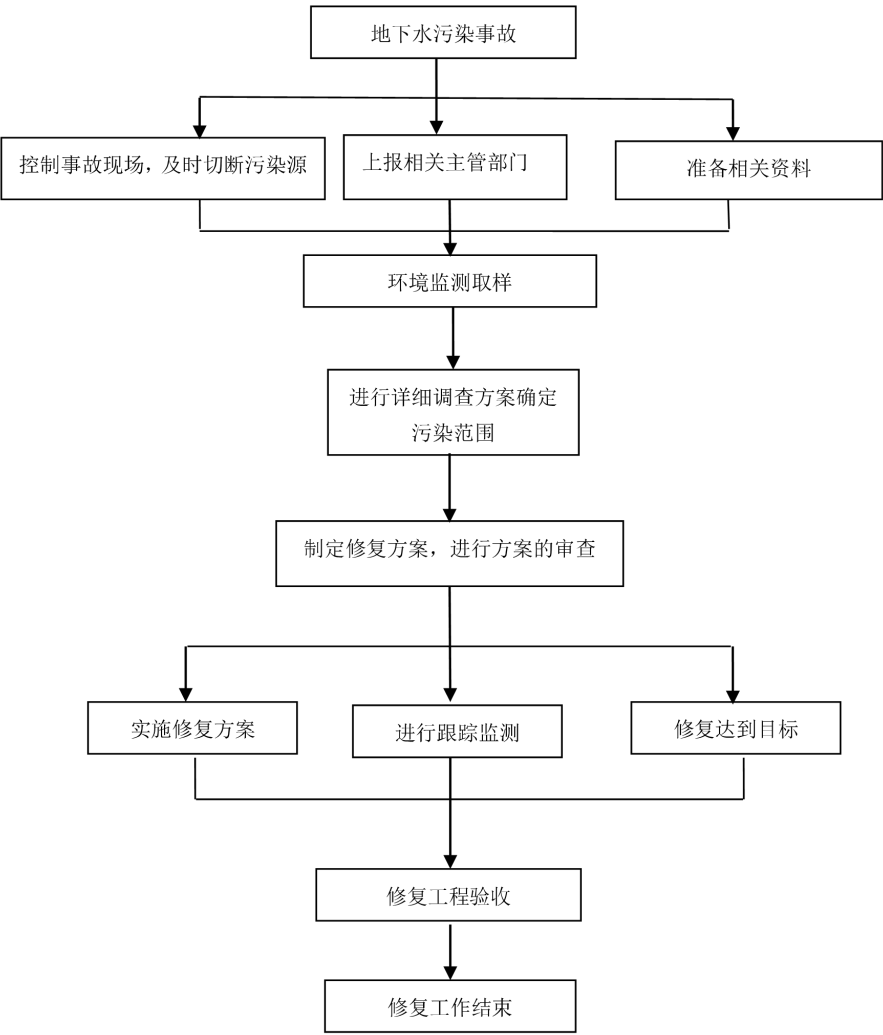 地下水污染事故
控制事故现场，及时切断污染源
上报相关主管部门
准备相关资料
环境监测取样
进行详细调查方案确定
污染范围
制定修复方案，进行方案的审查
实施修复方案
进行跟踪监测
修复达到目标
修复工程验收
修复工作结束